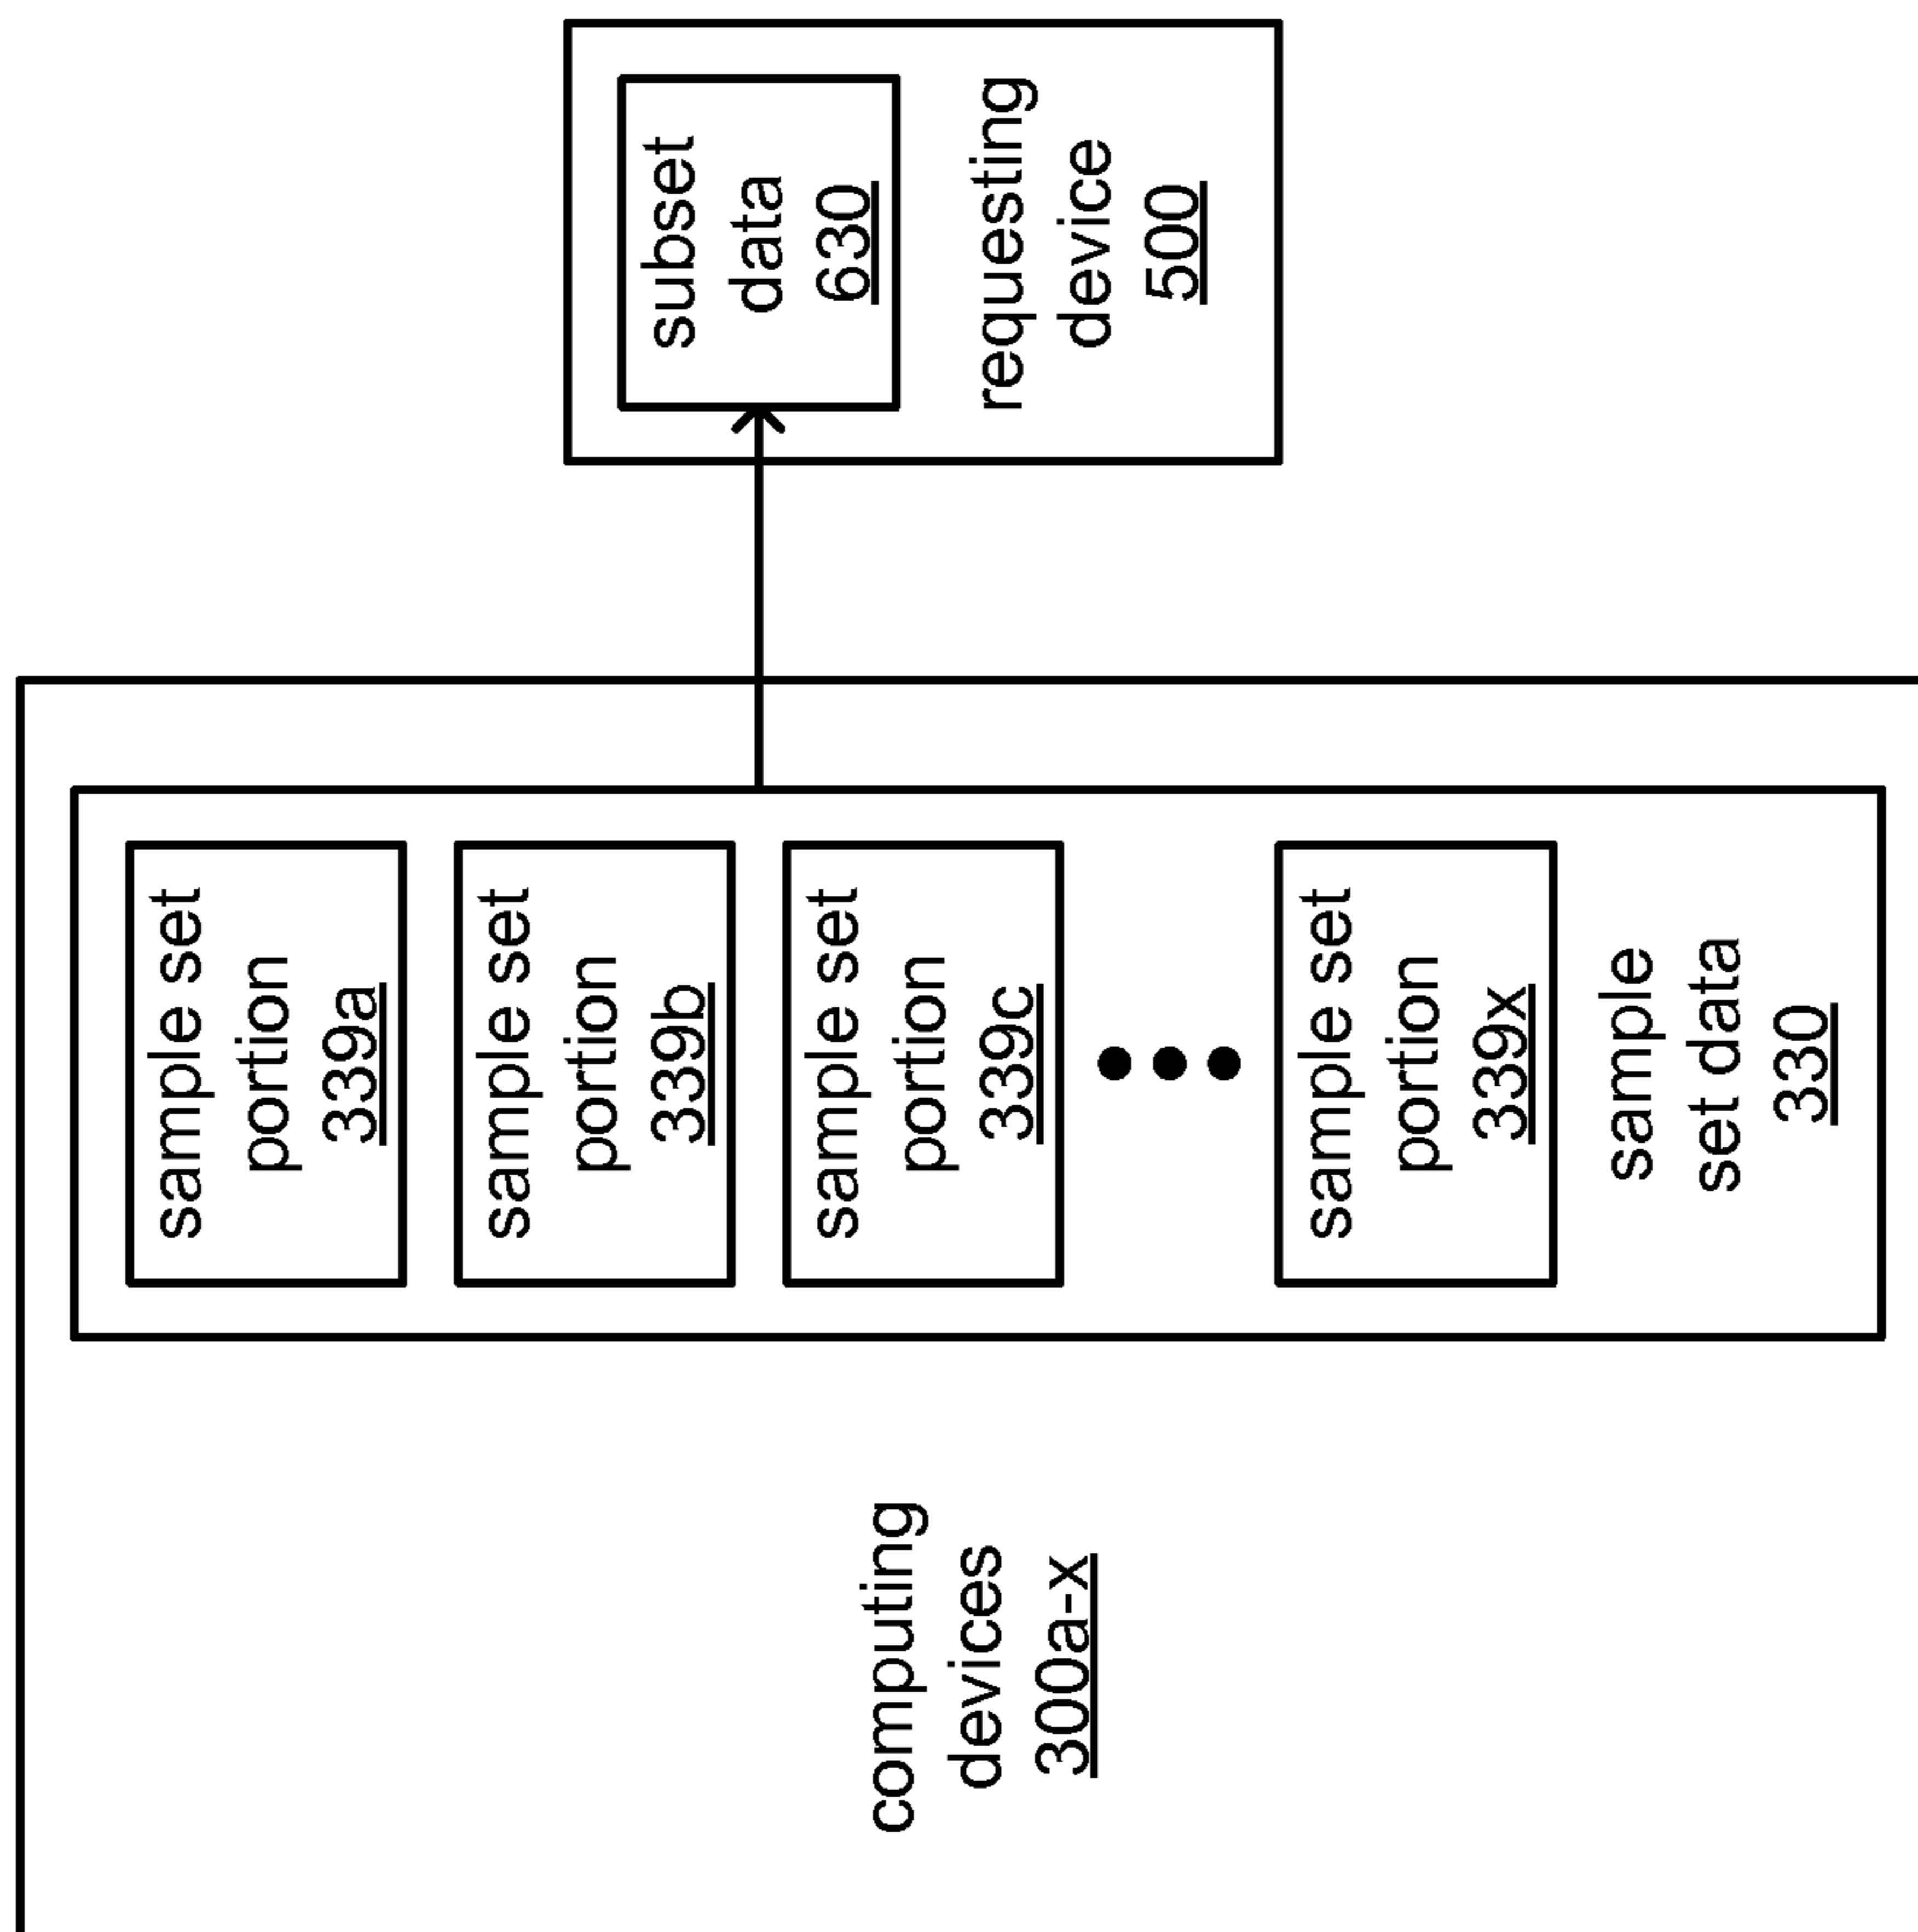 computing
devices
300a-x
sample set
portion
339a
sample set
portion
339b
sample set
portion
339c
sample set
portion
339x
sample
set data
330
subset
data
630
requesting
device
500